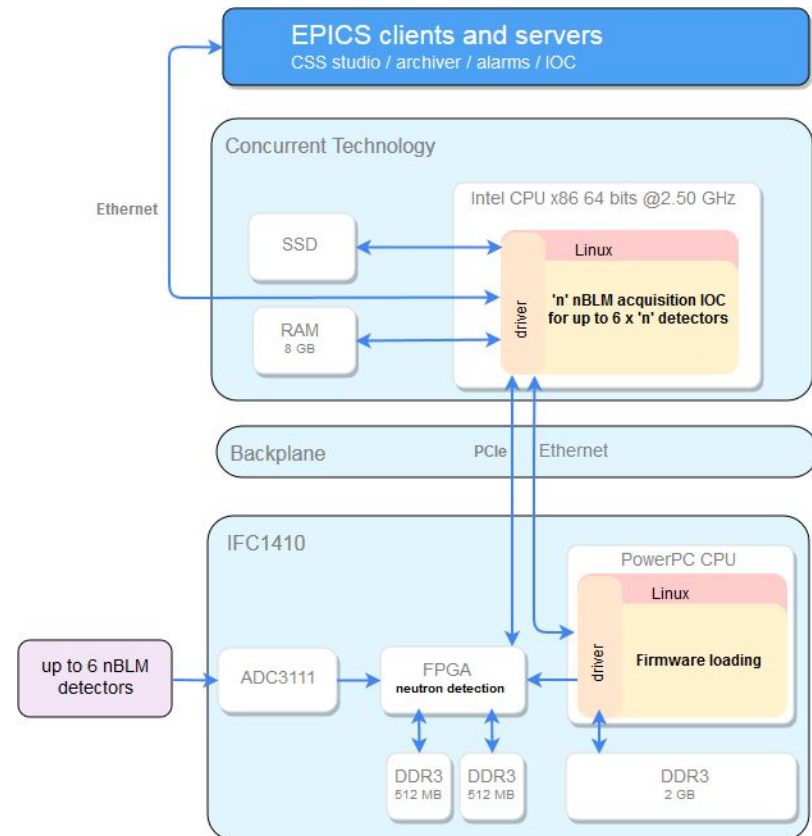 EPICS clients and servers
CSS studio / archiver / alarms / IOC
Concurrent Technology
Ethernet
Intel CPU x86 64 bits @2.50 GHz
SSD
Linux
driver
'n' nBLM acquisition IOC
for up to 6 x 'n' detectors
RAM
8 GB
Backplane
PCIe
Ethernet
IFC1410
PowerPC CPU
Linux
driver
Firmware loading
up to 6 nBLM
detectors
ADC3111
FPGA
neutron detection
DDR3
512 MB
DDR3
512 MB
DDR3
2 GB